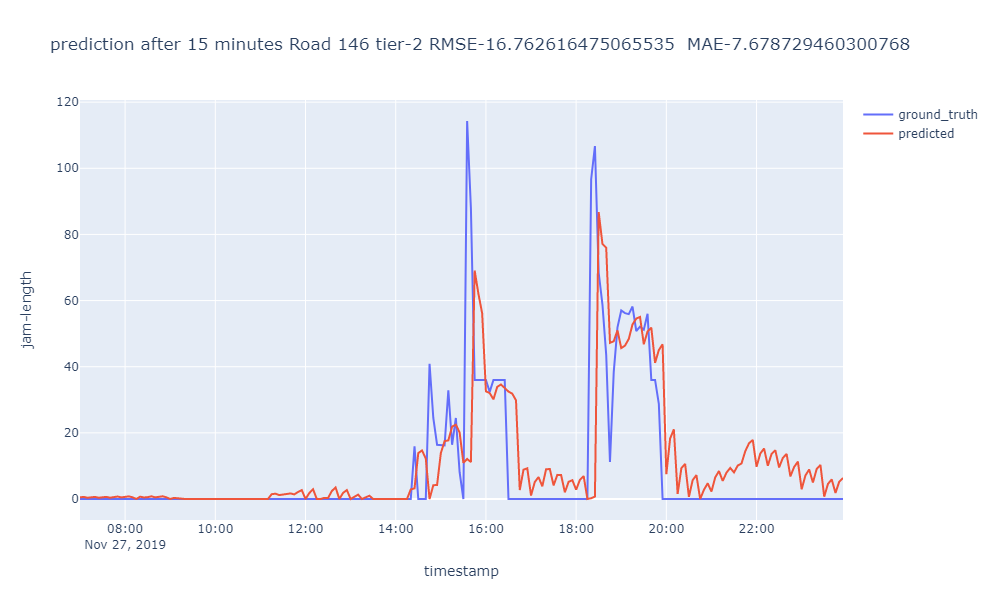 prediction after 15 minutes Road 146 tier-2 RMSE-16.762616475065535  MAE-7.678729460300768
120
100
80
60
40
20
0
jam-length
08:00
10:00
12:00
14:00
16:00
18:00
20:00
22:00
Nov 27, 2019
timestamp
ground_truth
predicted